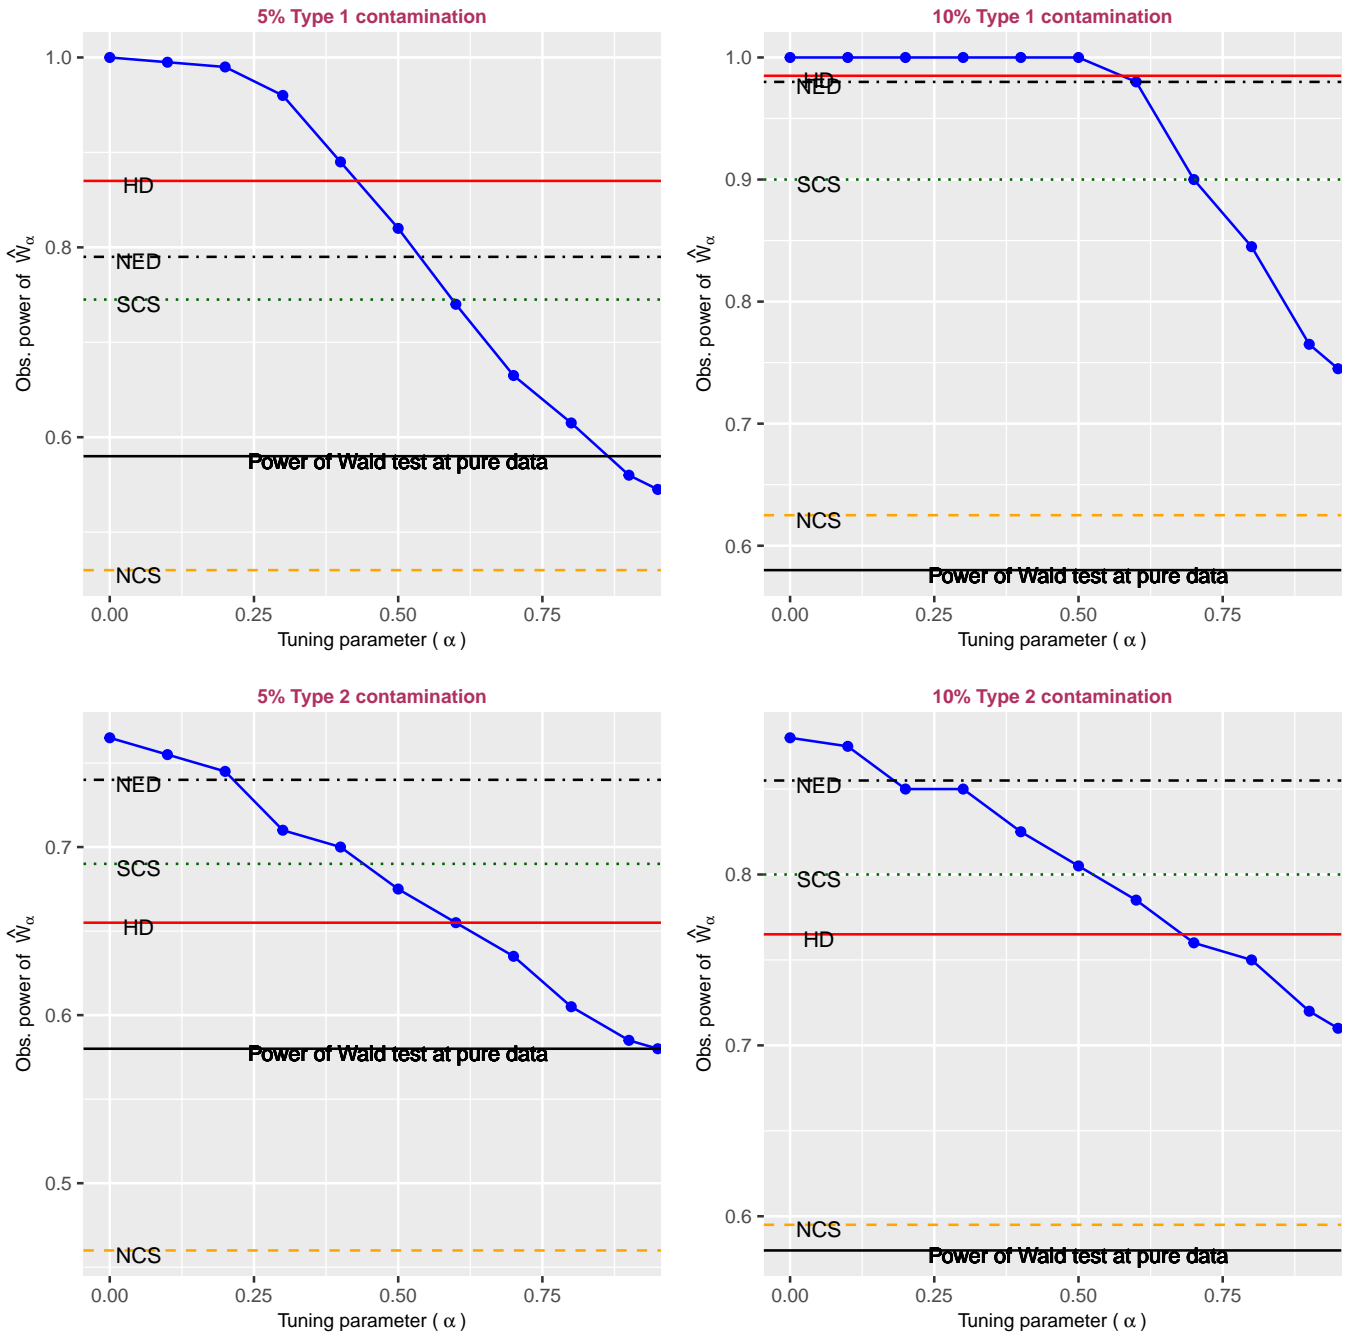 5% Type 1 contamination
1.0
0.8
0.6
Obs. power of Ŵα
HD
NED
SCS
Power of Wald test at pure data
NCS
0.00 0.25 0.50 0.75
Tuning parameter ( α )
10% Type 1 contamination
1.0
0.9
0.8
0.7
0.6
Obs. power of Ŵα
HD
NED
SCS
NCS
Power of Wald test at pure data
0.00 0.25 0.50 0.75
Tuning parameter ( α )
5% Type 2 contamination
0.7
0.6
0.5
Obs. power of Ŵα
NED
SCS
HD
Power of Wald test at pure data
NCS
0.00 0.25 0.50 0.75
Tuning parameter ( α )
10% Type 2 contamination
0.8
0.7
0.6
Obs. power of Ŵα
NED
SCS
HD
NCS
Power of Wald test at pure data
0.00 0.25 0.50 0.75
Tuning parameter ( α )